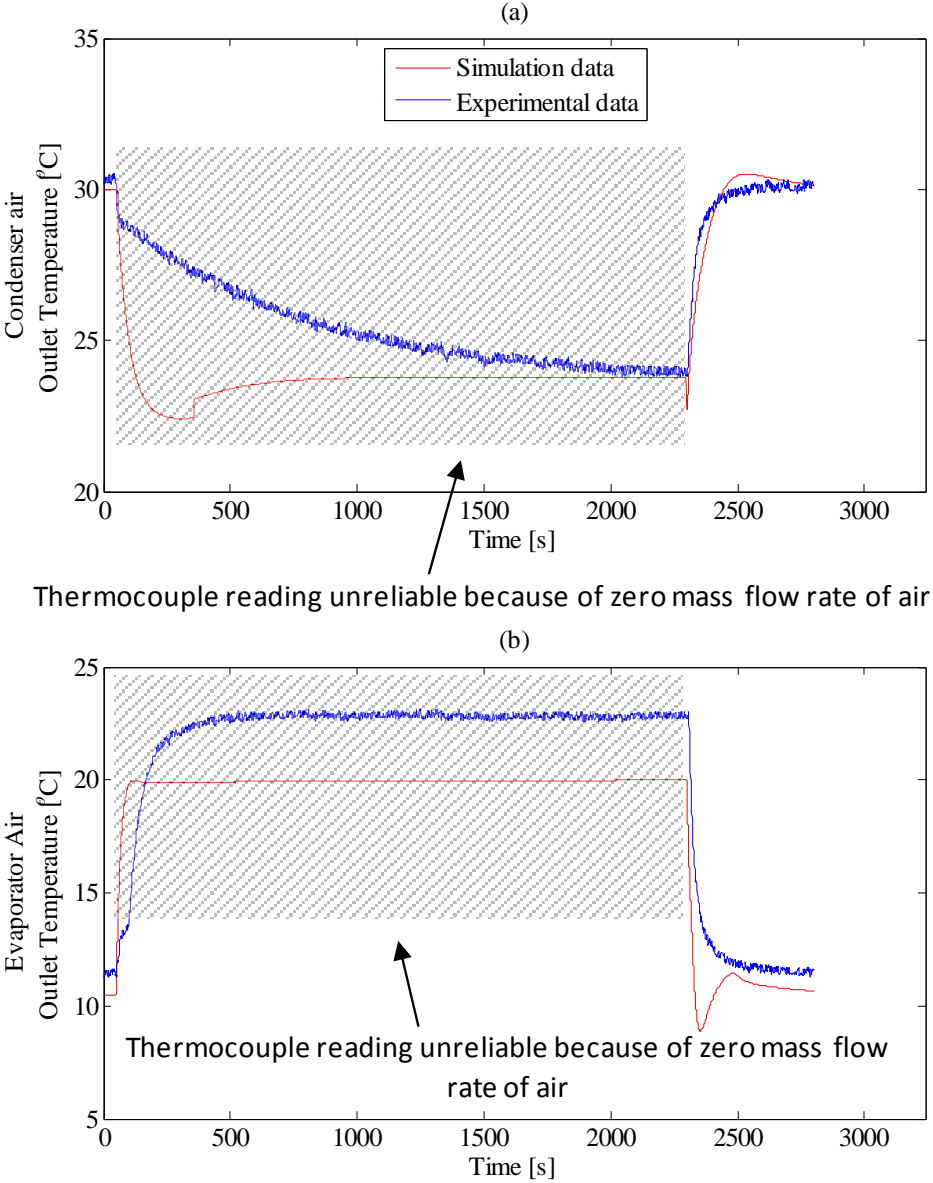 (a)
35
30
25
20
Condenser air
Outlet Temperature [°C]
Simulation data
Experimental data
0 500 1000 1500 2000 2500 3000
Time [s]
Thermocouple reading unreliable because of zero mass flow rate of air
(b)
25
20
15
10
5
Evaporator Air
Outlet Temperature [°C]
Thermocouple reading unreliable because of zero mass flow
rate of air
0 500 1000 1500 2000 2500 3000
Time [s]